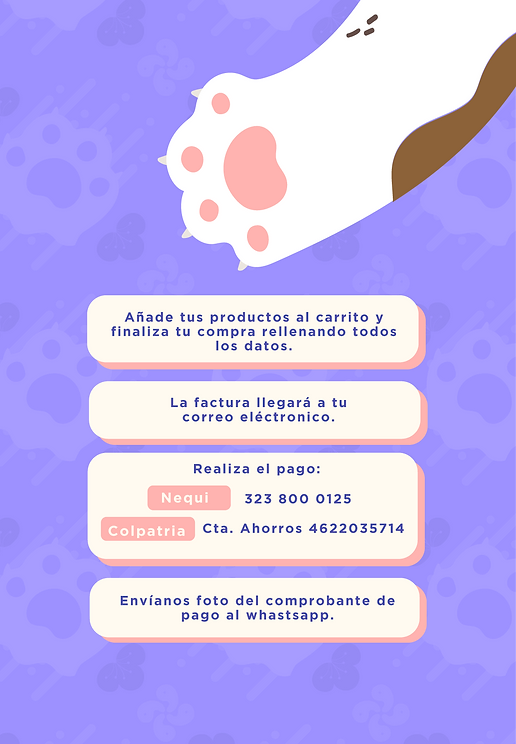 Añade tus productos al carrito y
finaliza tu compra rellenando todos
los datos.
La factura llegará a tu
correo eléctronico.
Realiza el pago:
Nequi 323 800 0125
Colpatria Cta. Ahorros 4622035714
Envíanos foto del comprobante de
pago al whastsapp.